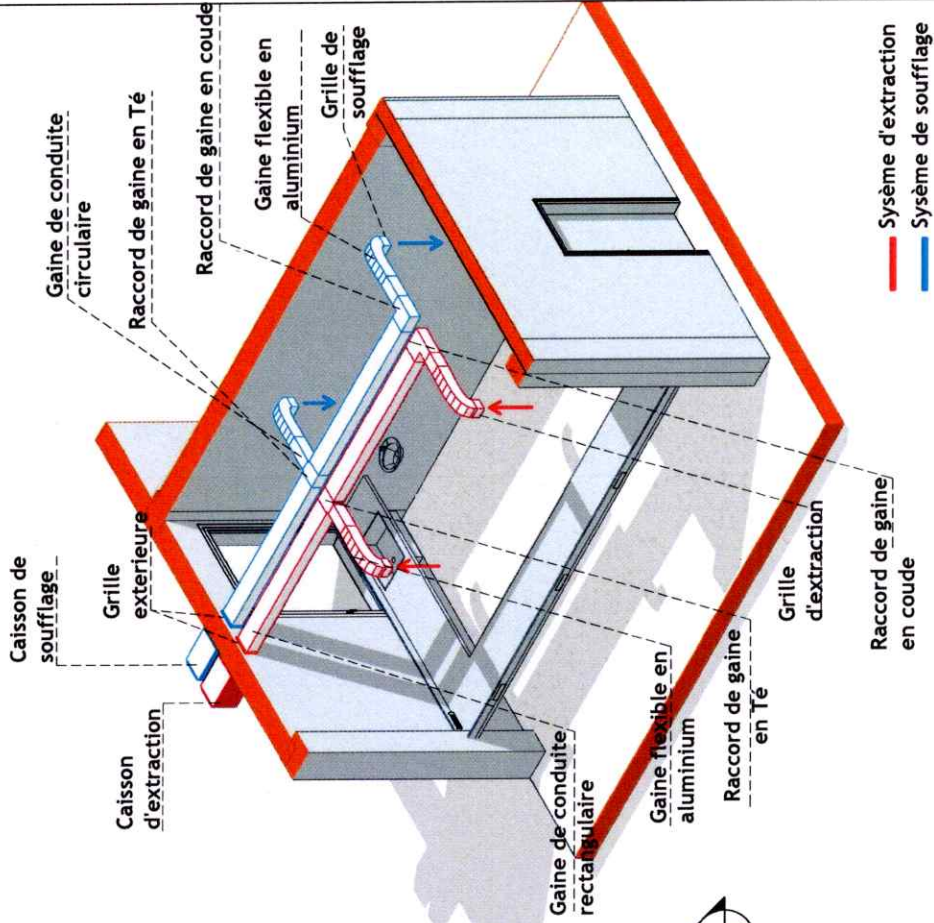 Caisson
d'extraction
Caisson de
soufflage
Grille
exterieure
Gaine de conduite
circulaire
Raccord de gaine en Té
Raccord de gaine en coude
Gaine flexible en
aluminium
Grille de
soufflage
Gaine de conduite
rectangulaire
Gaine flexible en
aluminium
Raccord de gaine
en Té
Grille
d'extraction
Raccord de gaine
en coude
Sysème d'extraction
Sysème de soufflage